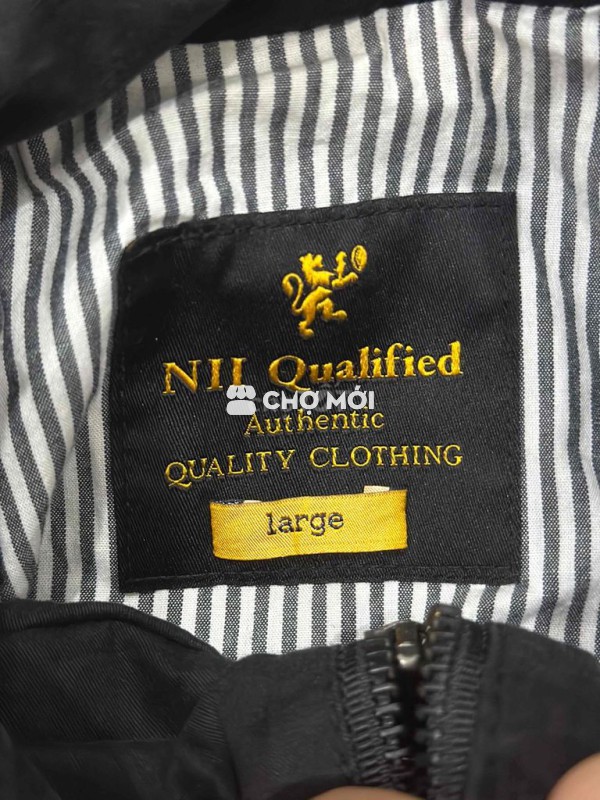 NII Qualified
CHỢ MỚI
Authentic
QUALITY CLOTHING
large